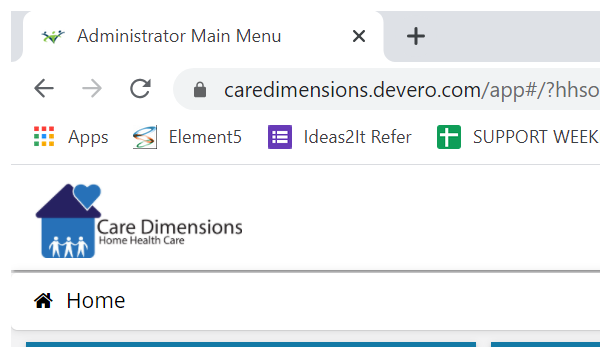 Administrator Main Menu
caredimensions.devero.com/app#/?hhso
Apps Element5 Ideas2It Refer SUPPORT WEEK
Care Dimensions
Home Health Care
Home